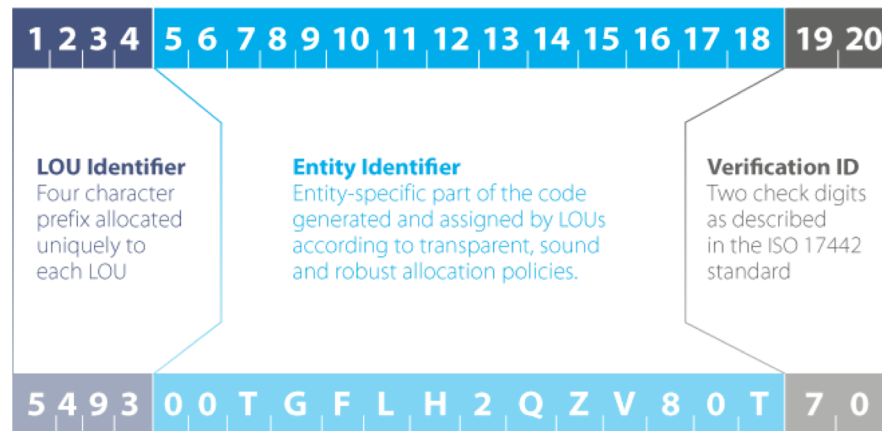 1 2 3 4 5 6 7 8 9 10 11 12 13 14 15 16 17 18 19 20
LOU Identifier
Four character
prefix allocated
uniquely to
each LOU
Entity Identifier
Entity-specific part of the code
generated and assigned by LOUs
according to transparent, sound
and robust allocation policies.
Verification ID
Two check digits
as described
in the ISO 17442
standard
5 4 9 3 0 0 T G F L H 2 Q Z V 8 0 T 7 0